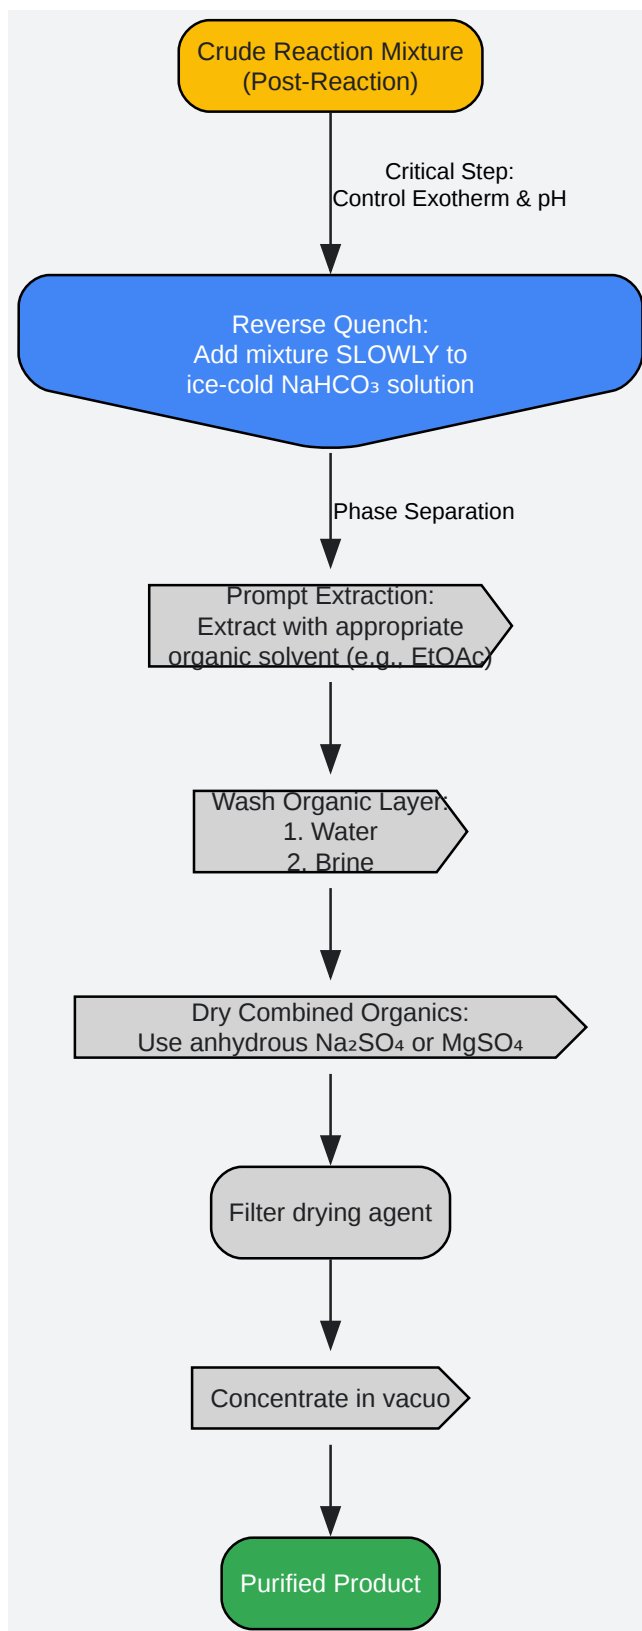 Crude Reaction Mixture
(Post-Reaction)
Critical Step:
Control Exotherm & pH
Reverse Quench:
Add mixture SLOWLY to
ice-cold NaHCO₃ solution
Phase Separation
Prompt Extraction:
Extract with appropriate
organic solvent (e.g., EtOAc)
Wash Organic Layer:
1. Water
2. Brine
Dry Combined Organics:
Use anhydrous Na₂SO₄ or MgSO₄
Filter drying agent
Concentrate in vacuo
Purified Product